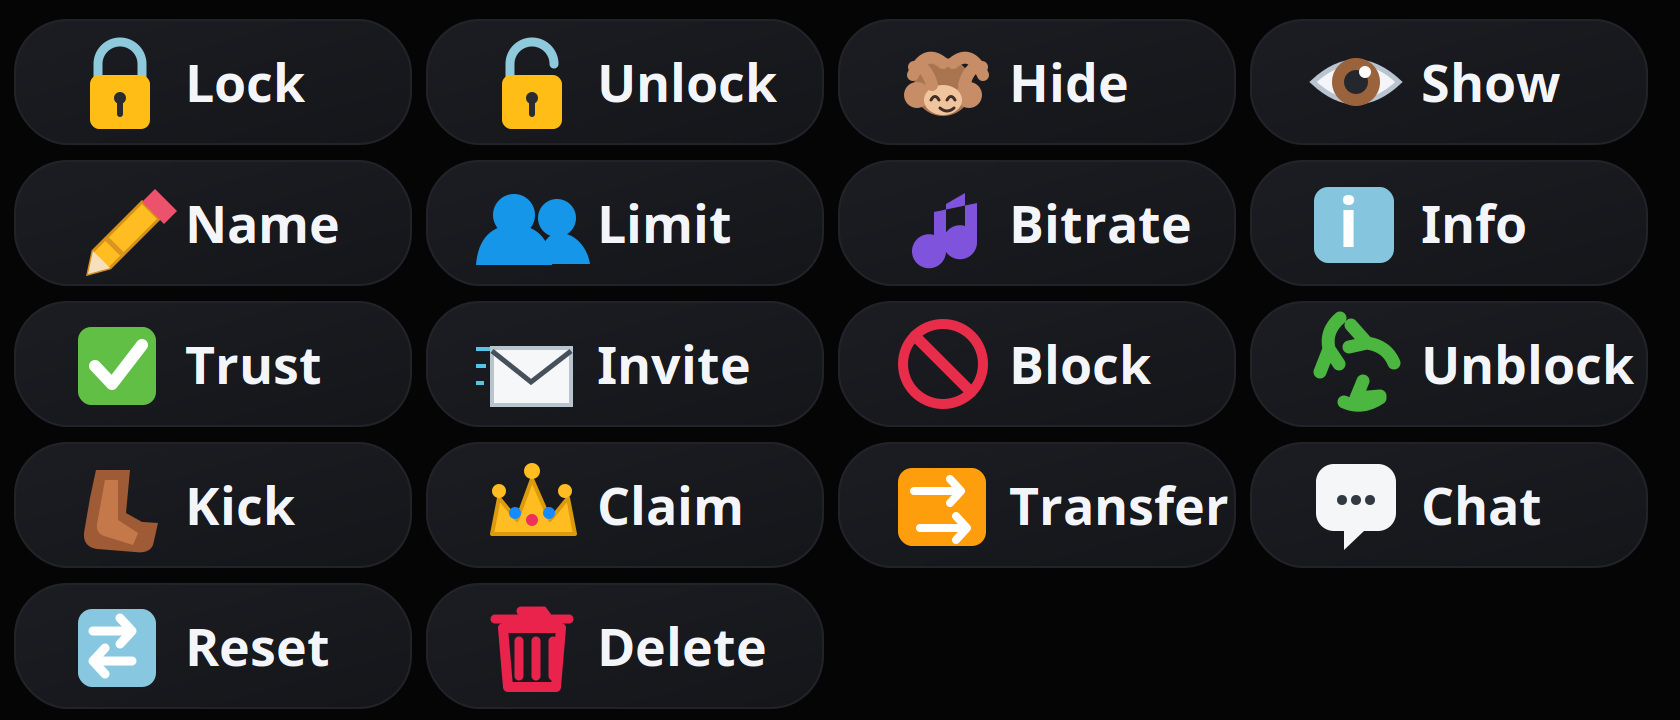 Lock
Unlock
Hide
Show
Name
Limit
Bitrate
Info
Trust
Invite
Block
Unblock
Kick
Claim
Transfer
Chat
Reset
Delete